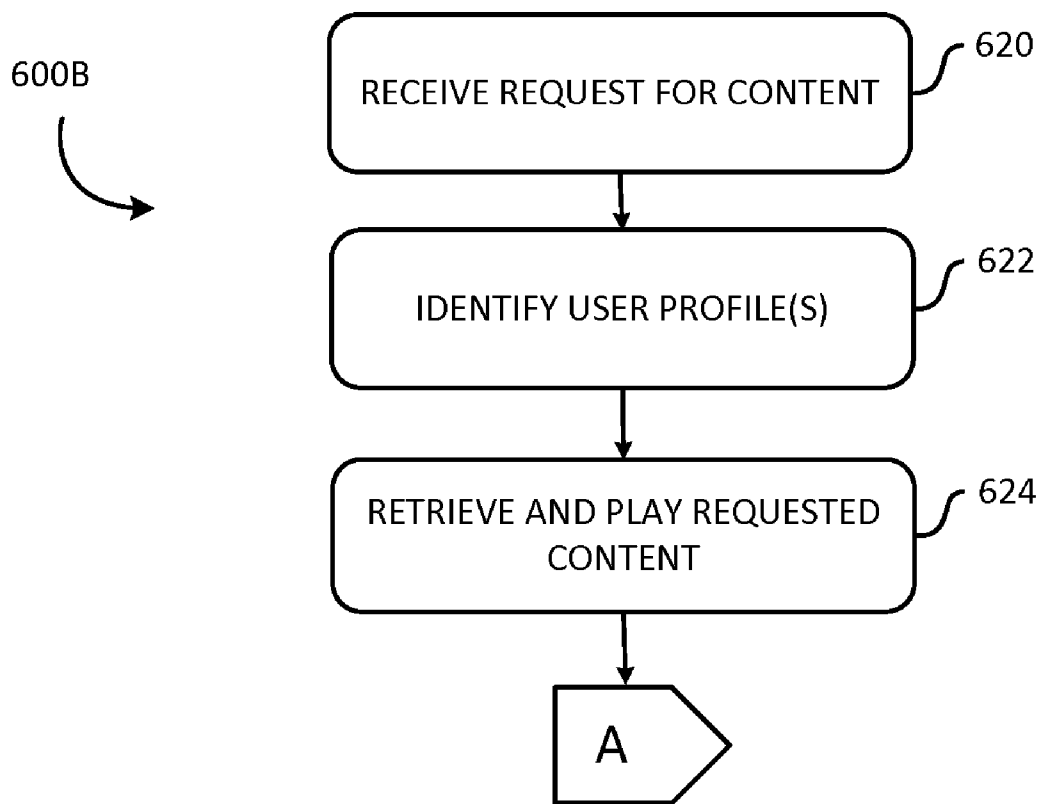 600B
RECEIVE REQUEST FOR CONTENT
620
IDENTIFY USER PROFILE(S)
622
RETRIEVE AND PLAY REQUESTED
CONTENT
624
A